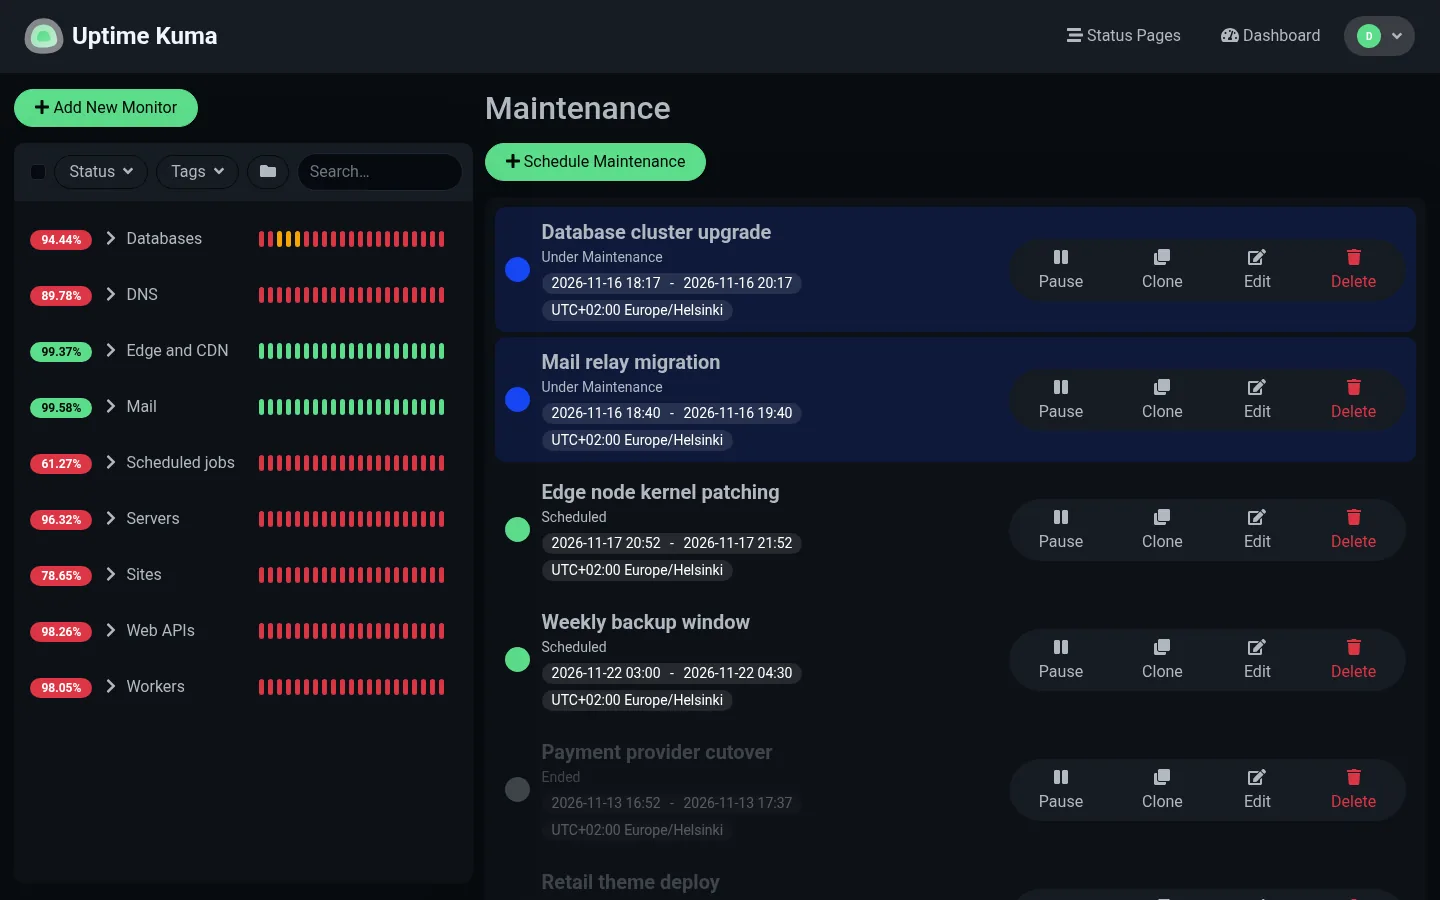 Uptime Kuma
Status Pages
Dashboard
D
Add New Monitor
Status
Tags
Search...
94.44%
Databases
89.78%
DNS
99.37%
Edge and CDN
99.58%
Mail
61.27%
Scheduled jobs
96.32%
Servers
78.65%
Sites
98.26%
Web APIs
98.05%
Workers
Maintenance
Schedule Maintenance
Database cluster upgrade
Under Maintenance
2026-11-16 18:17 - 2026-11-16 20:17
UTC+02:00 Europe/Helsinki
Pause
Clone
Edit
Delete
Mail relay migration
Under Maintenance
2026-11-16 18:40 - 2026-11-16 19:40
UTC+02:00 Europe/Helsinki
Pause
Clone
Edit
Delete
Edge node kernel patching
Scheduled
2026-11-17 20:52 - 2026-11-17 21:52
UTC+02:00 Europe/Helsinki
Pause
Clone
Edit
Delete
Weekly backup window
Scheduled
2026-11-22 03:00 - 2026-11-22 04:30
UTC+02:00 Europe/Helsinki
Pause
Clone
Edit
Delete
Payment provider cutover
Ended
2026-11-13 16:52 - 2026-11-13 17:37
UTC+02:00 Europe/Helsinki
Pause
Clone
Edit
Delete
Retail theme deploy